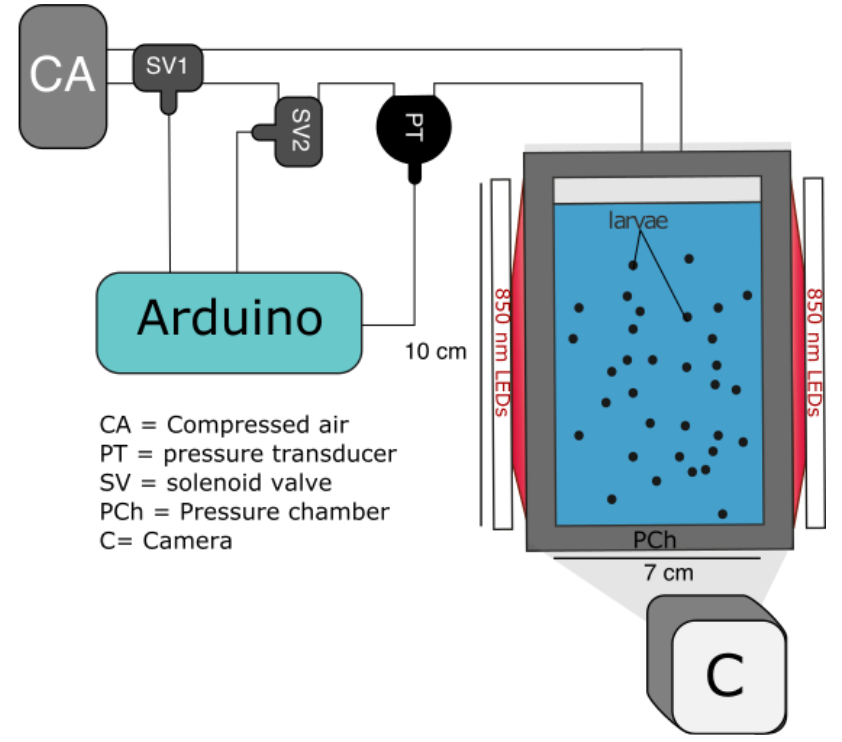 CA
SV1
SV2
PT
larvae
Arduino
850 nm LEDs
850 nm LEDs
10 cm
CA = Compressed air
PT = pressure transducer
SV = solenoid valve
PCh = Pressure chamber
C= Camera
PCh
7 cm
C